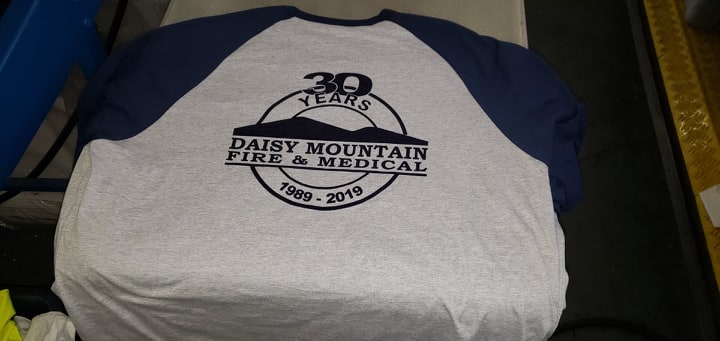 30
YEARS
DAISY MOUNTAIN
FIRE & MEDICAL
1989 - 2019